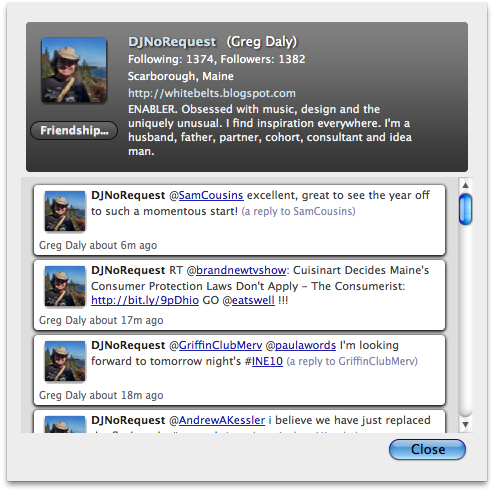 DJNoRequest (Greg Daly)
Following: 1374, Followers: 1382
Scarborough, Maine
http://whitebelts.blogspot.com
ENABLER. Obsessed with music, design and the
uniquely unusual. I find inspiration everywhere. I'm a
husband, father, partner, cohort, consultant and idea
man.
Friendship...
DJNoRequest @SamCousins excellent, great to see the year off
to such a momentous start! (a reply to SamCousins)
Greg Daly about 6m ago
DJNoRequest RT @brandnewtvshow: Cuisinart Decides Maine's
Consumer Protection Laws Don't Apply - The Consumerist:
http://bit.ly/9pDhio GO @eatswell !!!
Greg Daly about 17m ago
DJNoRequest @GriffinClubMerv @paulawords I'm looking
forward to tomorrow night's #INE10 (a reply to GriffinClubMerv)
Greg Daly about 18m ago
DJNoRequest @AndrewAKessler i believe we have just replaced
Close